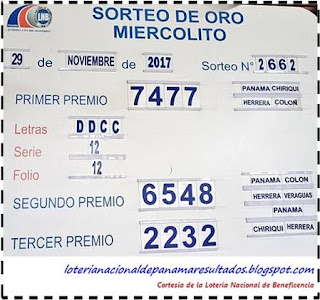 LNB
SORTEO DE ORO
MIERCOLITO
29 de NOVIEMBRE de 2017 Sorteo N° 2662
PRIMER PREMIO 7477 PANAMA CHIRIQUI
HERRERA COLON
Letras DDCC
Serie 12
Folio 12
SEGUNDO PREMIO 6548 PANAMA COLON
HERRERA VERAGUAS
TERCER PREMIO 2232 PANAMA
CHIRIQUI HERRERA
loterianacionaldepanamaresultados.blogspot.com
Cortesia de la Lotería Nacional de Beneficencia